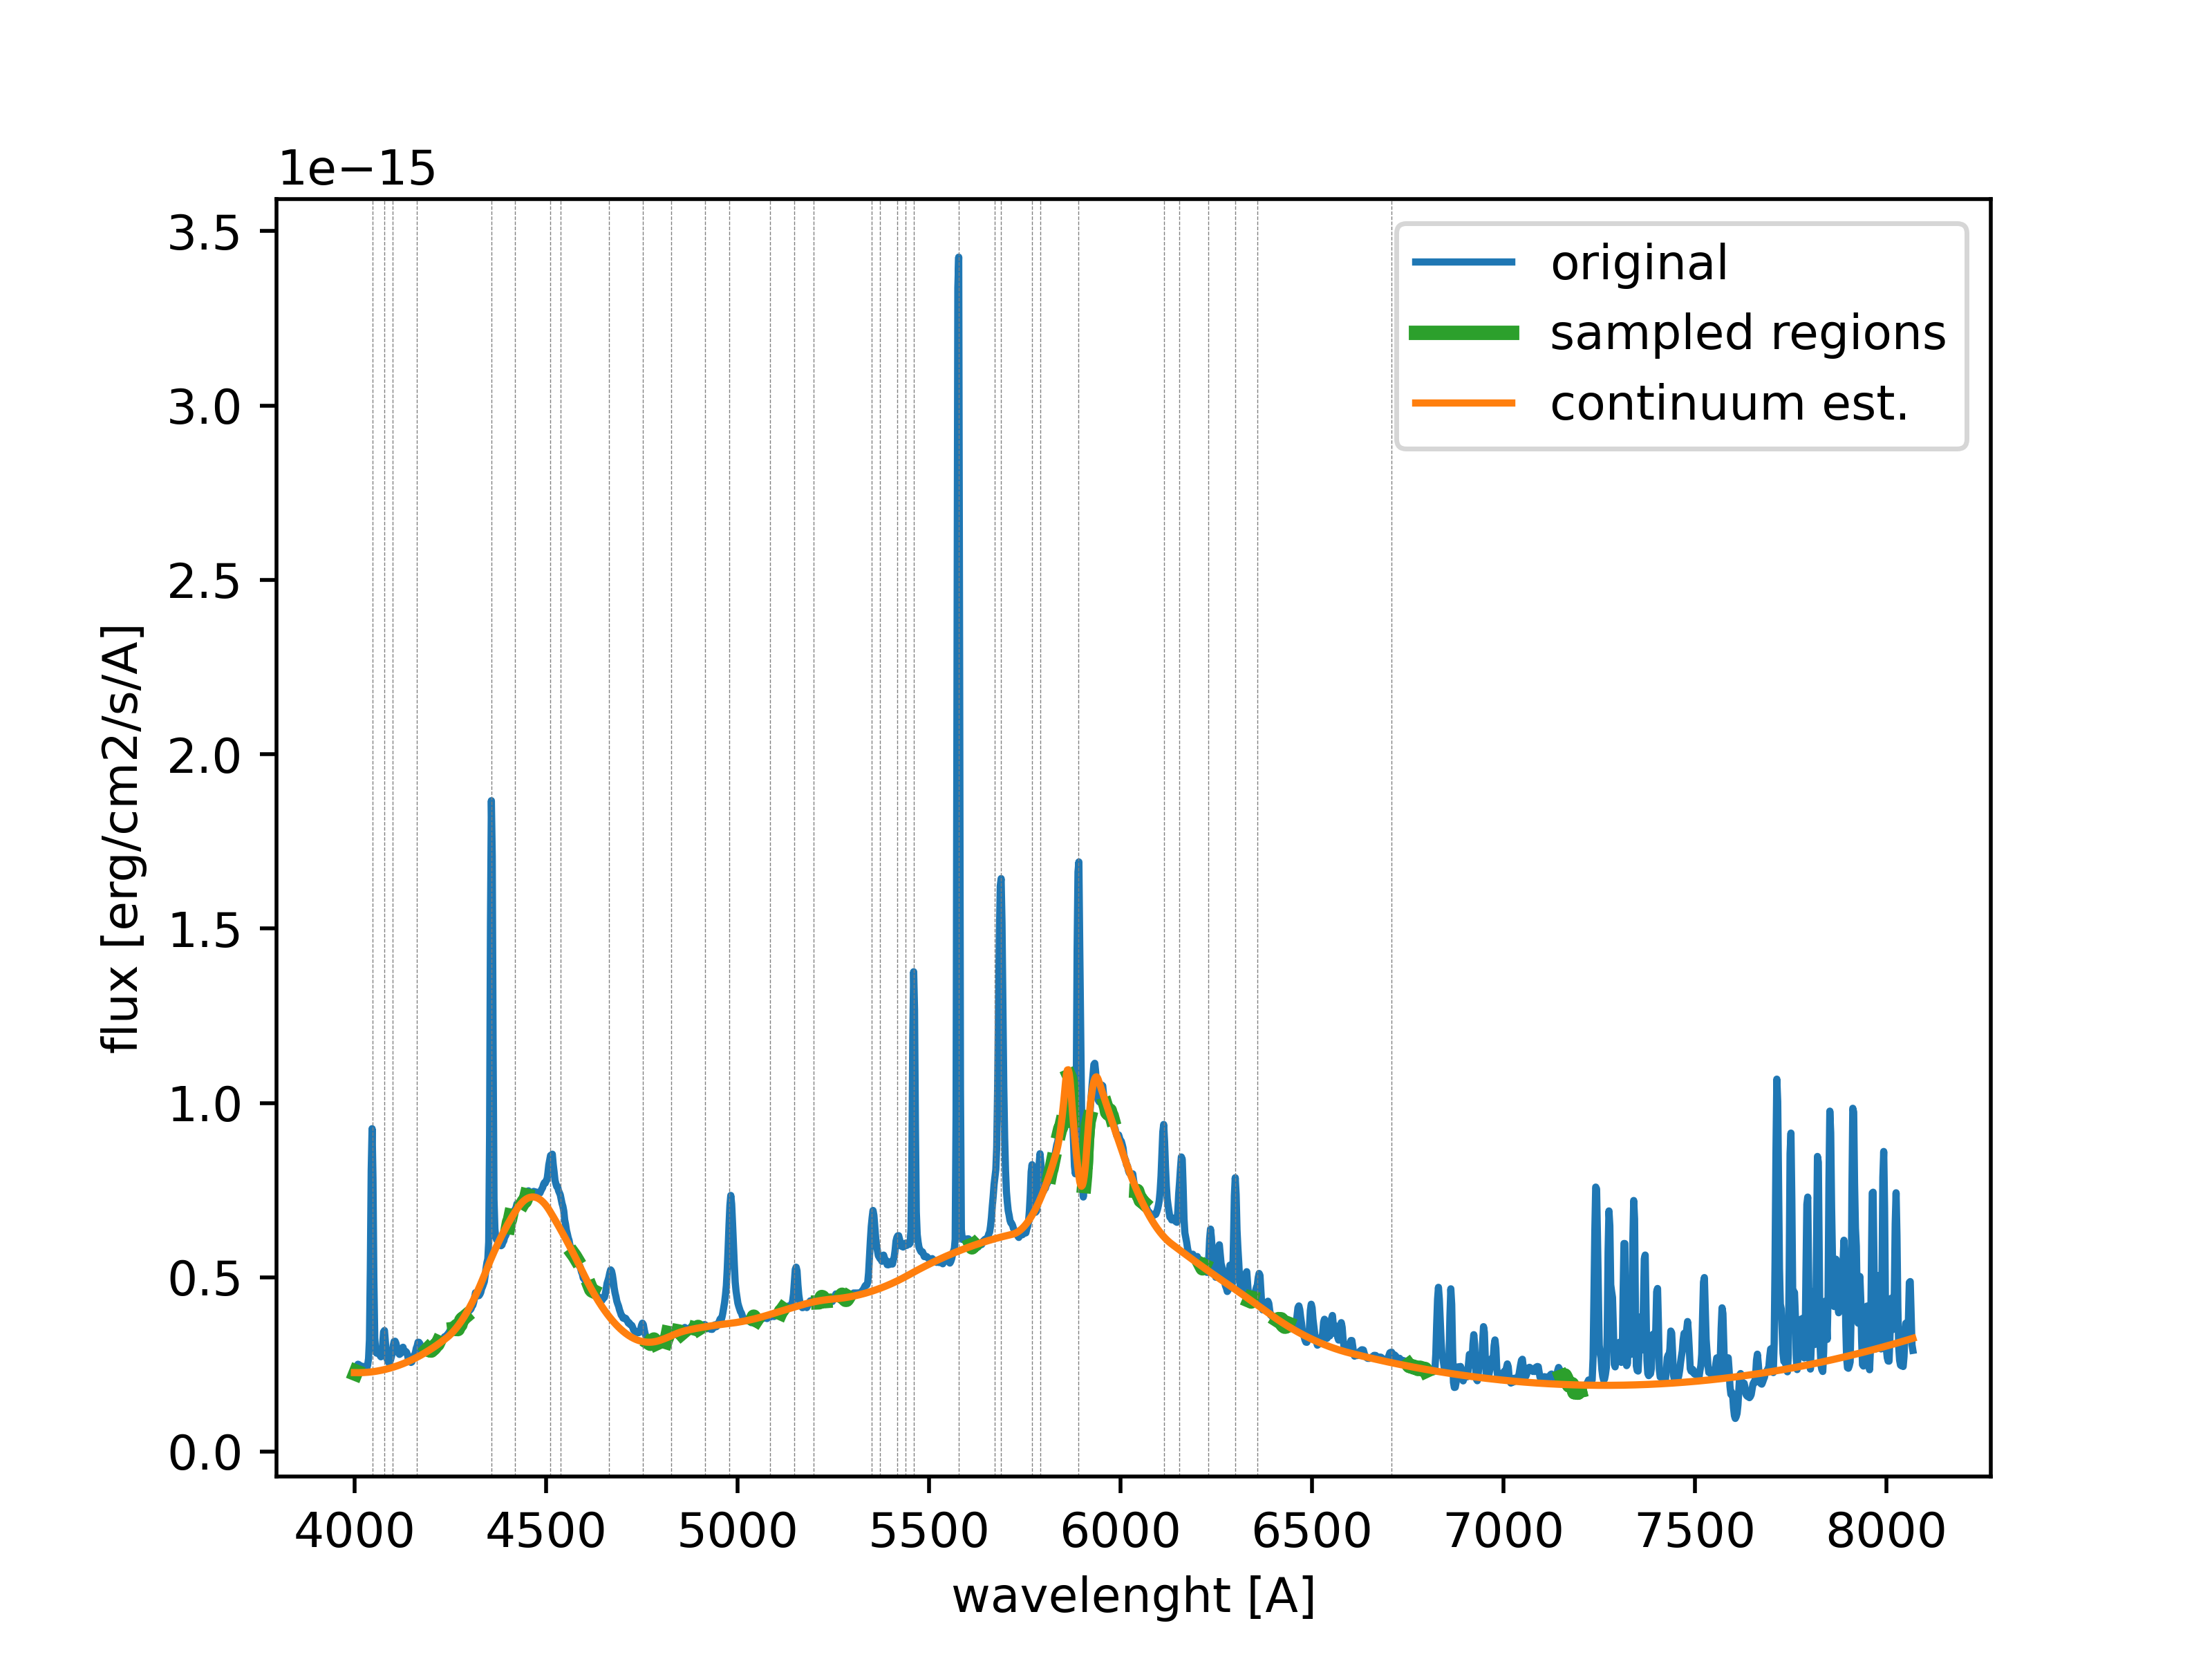 1e−15
3.5
3.0
2.5
2.0
1.5
1.0
0.5
0.0
flux [erg/cm2/s/A]
original
sampled regions
continuum est.
4000 4500 5000 5500 6000 6500 7000 7500 8000
wavelenght [A]